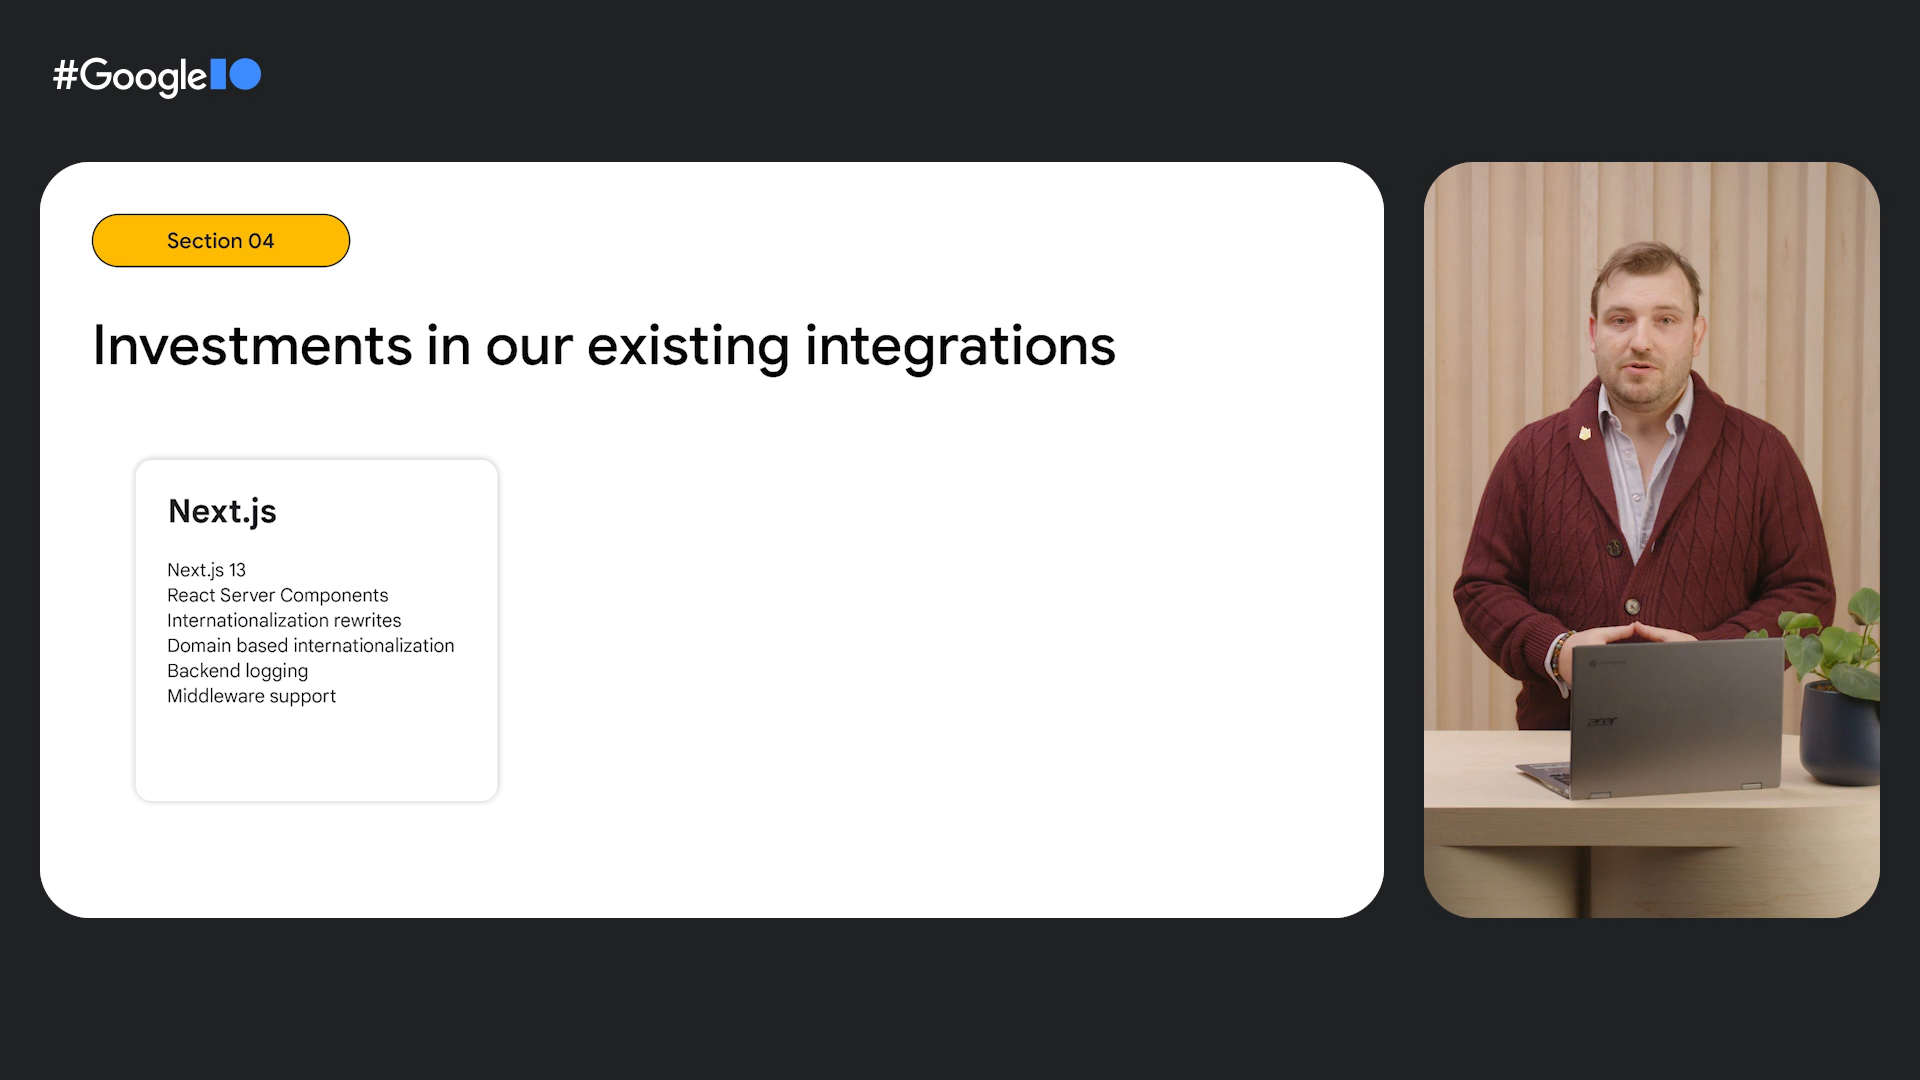 #GoogleIO
Section 04
Investments in our existing integrations
Next.js
Next.js 13
React Server Components
Internationalization rewrites
Domain based internationalization
Backend logging
Middleware support
acer